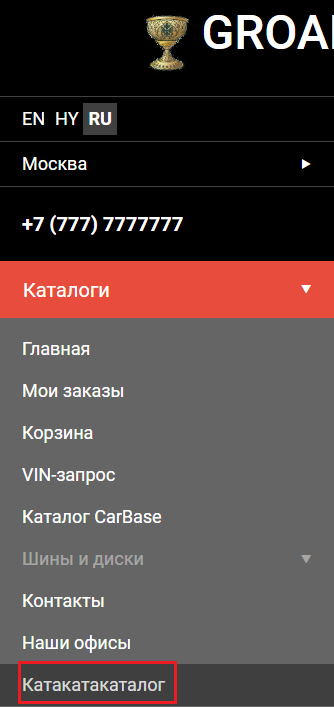 GROA
EN HY RU
Москва
+7 (777) 7777777
Каталоги
Главная
Мои заказы
Корзина
VIN-запрос
Каталог CarBase
Шины и диски
Контакты
Наши офисы
Катакатакаталог